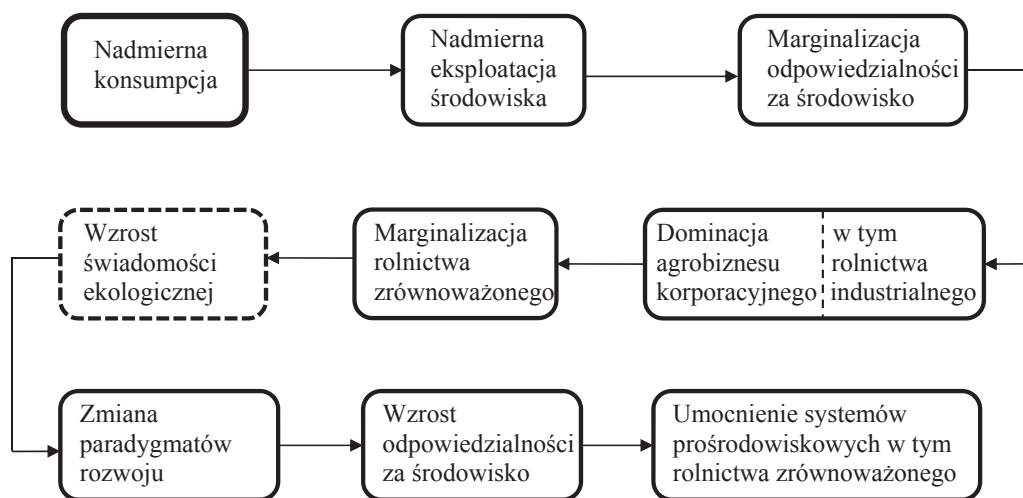 Nadmierna
konsumpcja
Nadmierna
eksploatacja
środowiska
Marginalizacja
odpowiedzialności
za środowisko
Dominacja
agrobiznesu
korporacyjnego
w tym
rolnictwa
industrialnego
Marginalizacja
rolnictwa
zrównoważonego
Wzrost
świadomości
ekologicznej
Zmiana
paradygmatów
rozwoju
Wzrost
odpowiedzialności
za środowisko
Umocnienie systemów
prośrodowiskowych w tym
rolnictwa zrównoważonego